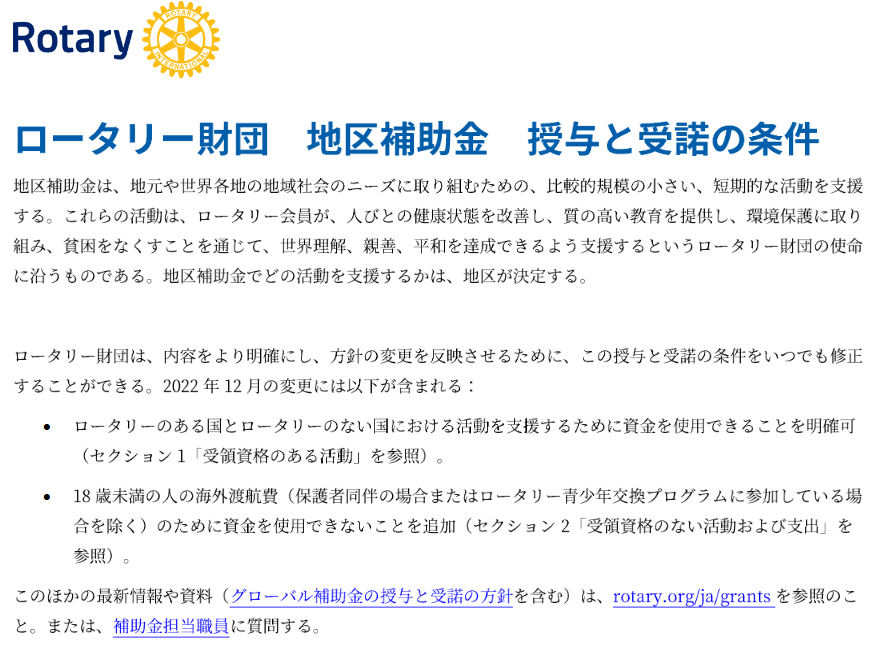 Rotary
ROTARY
INTERNATIONAL
ロータリー財団　地区補助金　授与と受諾の条件
地区補助金は、地元や世界各地の地域社会のニーズに取り組むための、比較的規模の小さい、短期的な活動を支援
する。これらの活動は、ロータリー会員が、人びとの健康状態を改善し、質の高い教育を提供し、環境保護に取り
組み、貧困をなくすことを通じて、世界理解、親善、平和を達成できるよう支援するというロータリー財団の使命
に沿うものである。地区補助金でどの活動を支援するかは、地区が決定する。
ロータリー財団は、内容をより明確にし、方針の変更を反映させるために、この授与と受諾の条件をいつでも修正
することができる。2022 年 12 月の変更には以下が含まれる：
• ロータリーのある国とロータリーのない国における活動を支援するために資金を使用できることを明確可
（セクション 1「受領資格のある活動」を参照）。
• 18 歳未満の人の海外渡航費（保護者同伴の場合またはロータリー青少年交換プログラムに参加している場
合を除く）のために資金を使用できないことを追加（セクション 2「受領資格のない活動および支出」を
参照）。
このほかの最新情報や資料（グローバル補助金の授与と受諾の方針を含む）は、rotary.org/ja/grants を参照のこ
と。または、補助金担当職員に質問する。